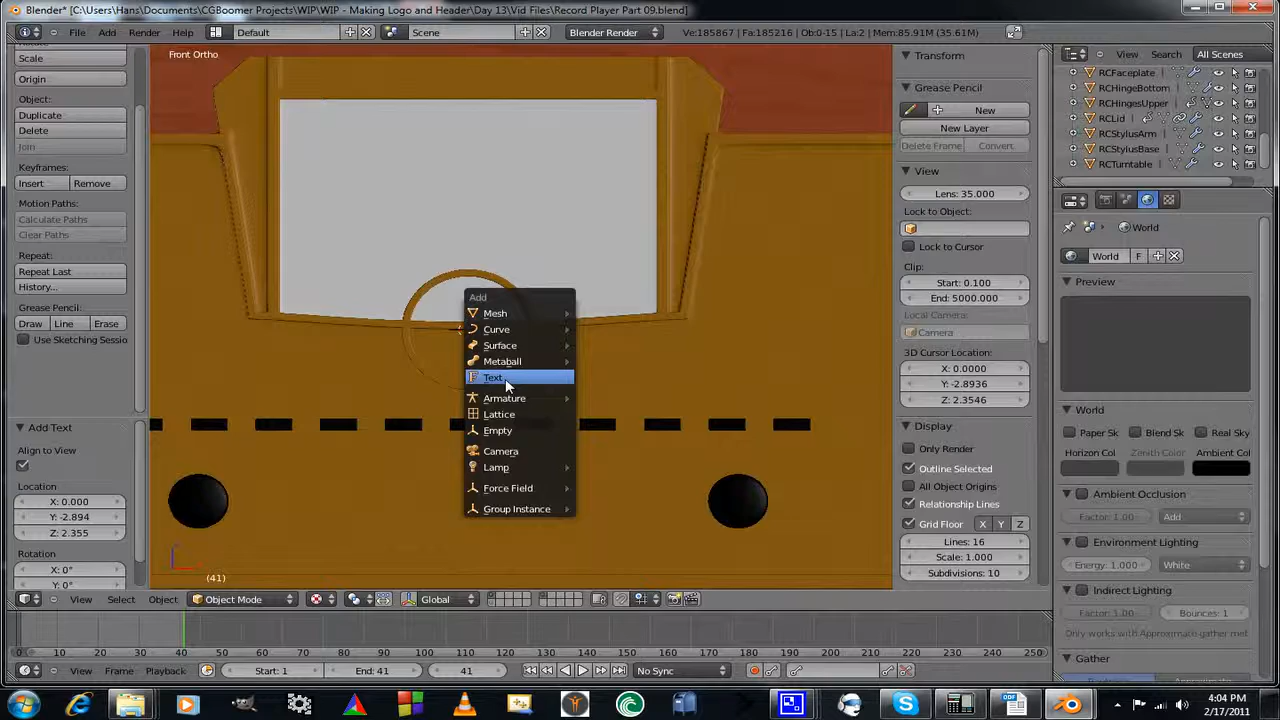 Blender* [C:\Users\Hans\Documents\CGBoomer Projects\WIP\WIP - Making Logo and Header\Day 13\Vid Files\Record Player Part 09.blend]
File Add Render Help Default Scene Blender Render Ve:185867 | Fa:185216 | Ob:0-15 | La:2 | Mem:85.91M (35.61M) View Search All Scenes
Scale
Origin
Object:
Duplicate
Delete
Join
Keyframes:
Insert Remove
Motion Paths:
Calculate Paths
Clear Paths
Repeat:
Repeat Last
History...
Grease Pencil:
Draw Line Erase
Use Sketching Sessio
Add Text
Align to View
Location
X: 0.000
Y: -2.894
Z: 2.355
Rotation
X: 0°
Y: 0°
Front Ortho
Add
Mesh
Curve
Surface
Metaball
Text
Armature
Lattice
Empty
Camera
Lamp
Force Field
Group Instance
(41)
Transform
Grease Pencil
New
New Layer
Delete Frame Convert
View
Lens: 35.000
Lock to Object:
Lock to Cursor
Clip:
Start: 0.100
End: 5000.000
Local Camera:
Camera
3D Cursor Location:
X: 0.0000
Y: -2.8936
Z: 2.3546
Display
Only Render
Outline Selected
All Object Origins
Relationship Lines
Grid Floor X Y Z
Lines: 16
Scale: 1.000
Subdivisions: 10
RCFaceplate
RCHingeBottom
RCHingesUpper
RCLid
RCStylusArm
RCStylusBase
RCTurntable
World
World F
Preview
World
Paper Sk Blend Sk Real Sky
Horizon Col Zenith Color Ambient Col
Ambient Occlusion
Factor: 1.00 Add
Environment Lighting
Energy: 1.000 White
Indirect Lighting
Factor: 1.00 Bounces: 1
Only works with Approximate gather met
Gather
View Select Object Object Mode Global
0 10 20 30 40 50 60 70 80 90 100 110 120 130 140 150 160 170 180 190 200 210 220 230 240 250
View Frame Playback Start: 1 End: 41 41 No Sync
4:04 PM
2/17/2011